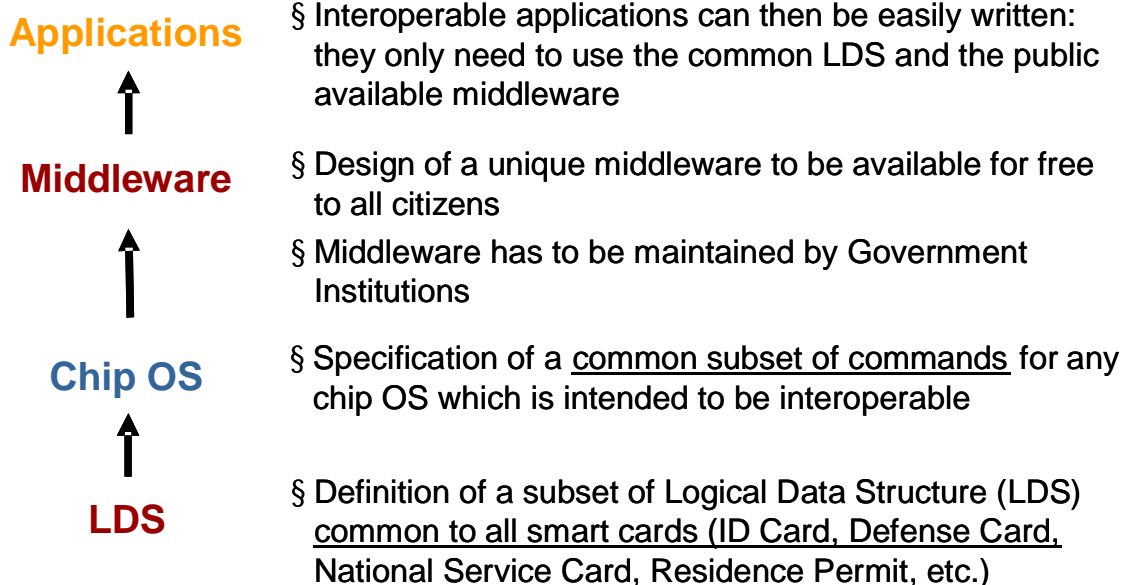 Applications
§ Interoperable applications can then be easily written:
they only need to use the common LDS and the public
available middleware
Middleware
§ Design of a unique middleware to be available for free
to all citizens
§ Middleware has to be maintained by Government
Institutions
Chip OS
§ Specification of a common subset of commands for any
chip OS which is intended to be interoperable
LDS
§ Definition of a subset of Logical Data Structure (LDS)
common to all smart cards (ID Card, Defense Card,
National Service Card, Residence Permit, etc.)